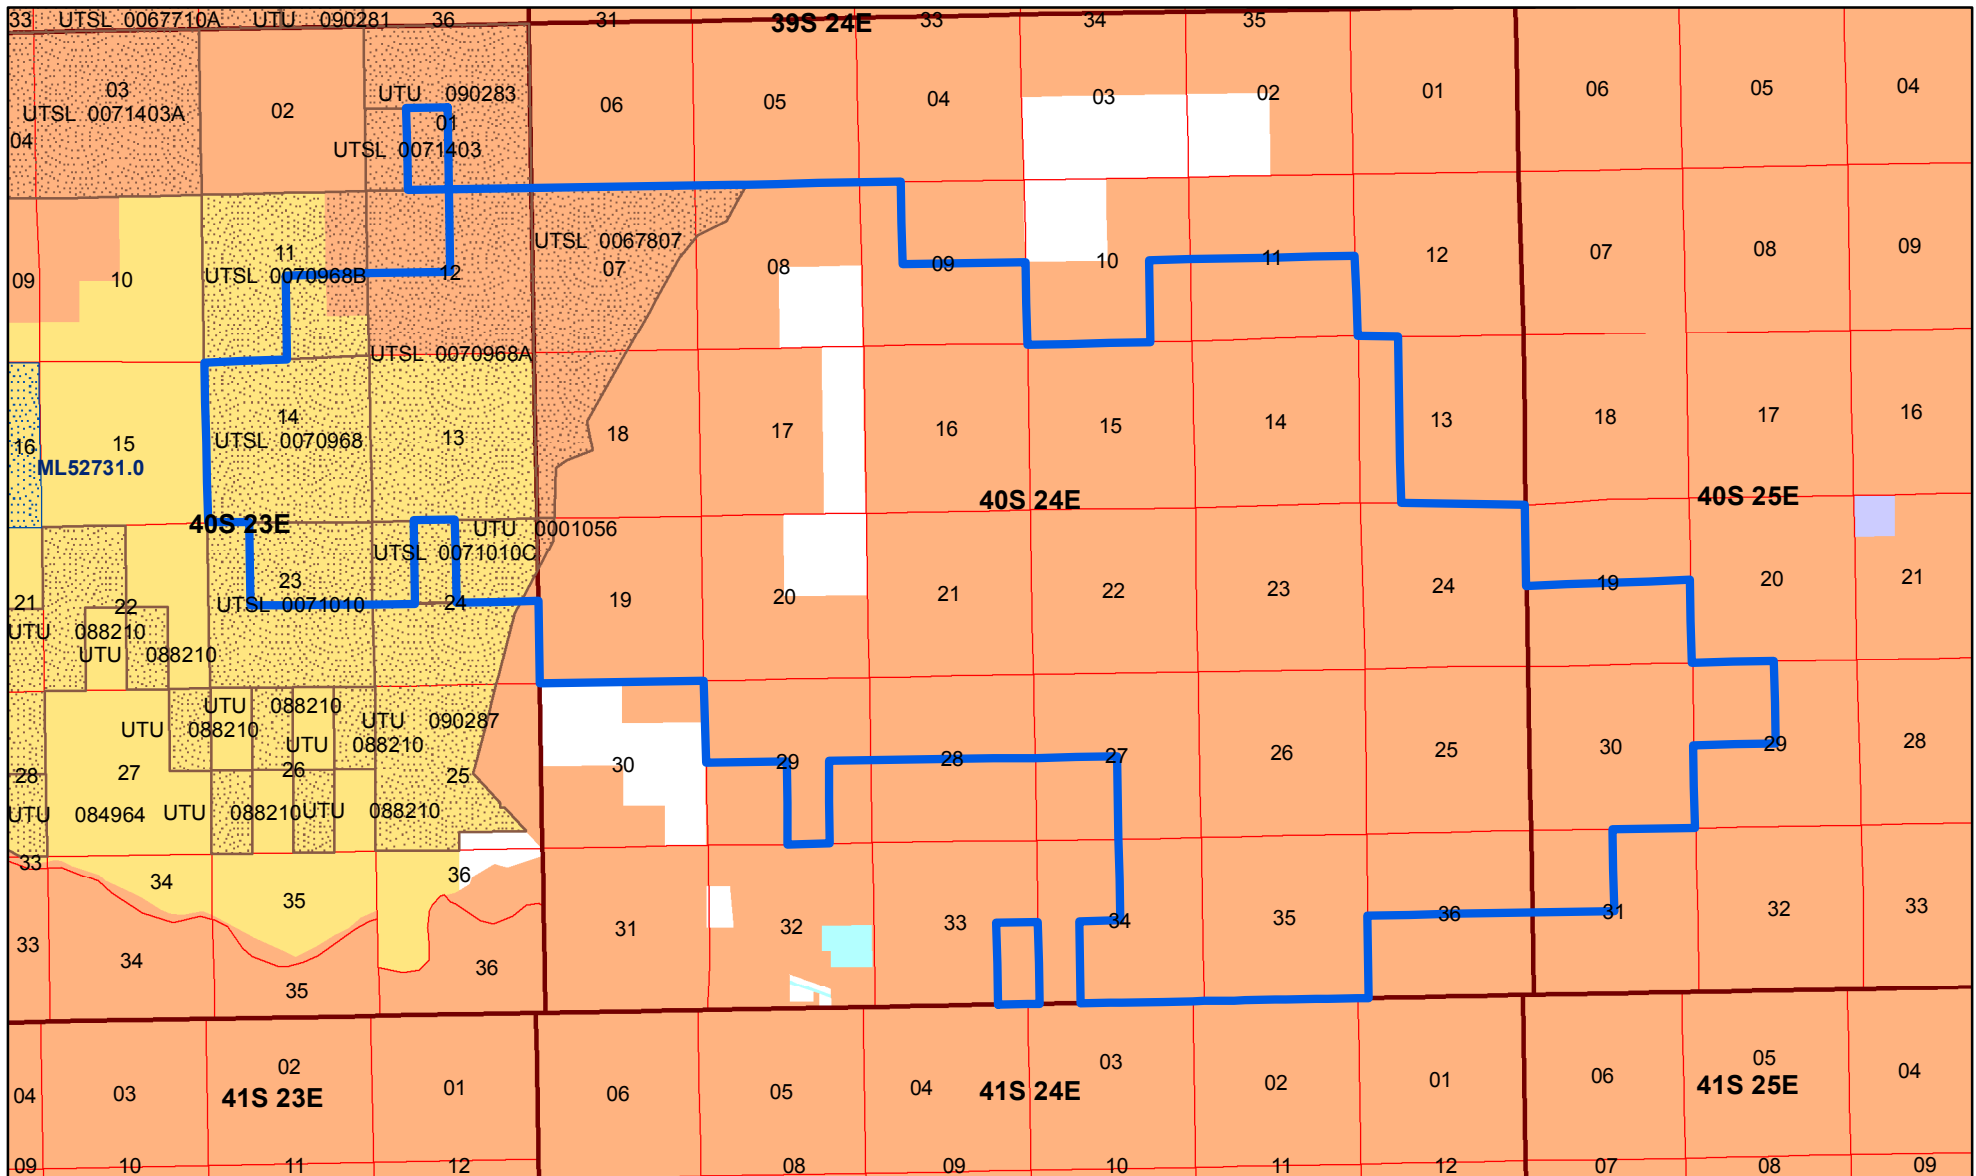 33 UTSL 0067710A UTU 090281 36 31 39S 24E 33 34 35
03 UTU 090283 06 05 04 03 02 01 06 05 04
UTSL 0071403A 02 01
04 UTSL 0071403
UTSL 0067807
09 10 11 12 07 08 09 10 11 12 07 08 09
UTSL 0070968B
UTSL 0070968A
14 13 18 17 16 15 14 13 18 17 16
16 15 UTSL 0070968
ML52731.0
40S 23E UTU 0001056 40S 24E 40S 25E
UTSL 0071010C
21 22 23 24 19 20 21 22 23 24 19 20 21
UTSL 0071010
UTU 088210
UTU 088210
UTU 088210
UTU 088210 UTU 090287
UTU 088210
28 27 26 25 30 29 28 27 26 25 30 29 28
UTU 084964 UTU 088210 UTU 088210
33 34 35 36
31 32 33 34 35 36 31 32 33
33 34 35 36
04 03 02 01 06 05 04 03 02 01 06 05 04
41S 23E 41S 24E 41S 25E
09 10 11 12 08 09 10 11 12 07 08 09